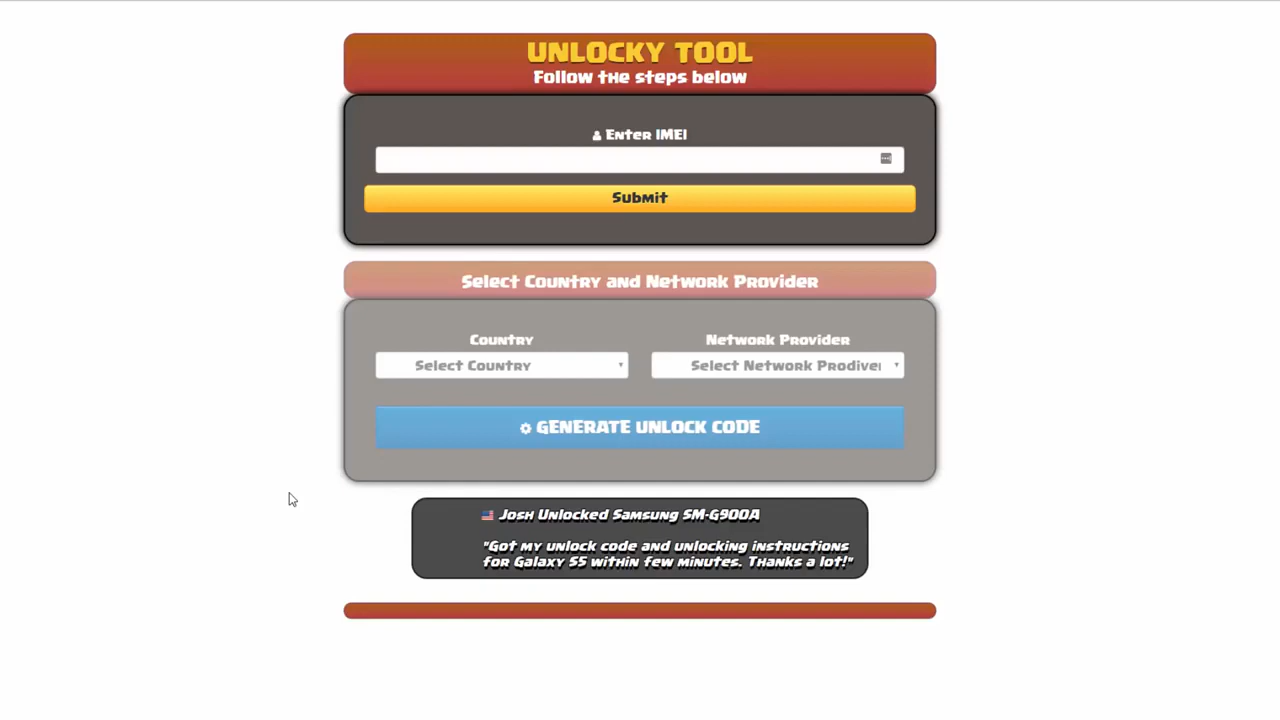 UNLOCKY TOOL
Follow the steps below
Enter IMEI
Submit
Select Country and Network Provider
Country
Network Provider
Select Country
Select Network Prodiver
GENERATE UNLOCK CODE
Josh Unlocked Samsung SM-G900A
"Got my unlock code and unlocking instructions
for Galaxy S5 within few minutes. Thanks a lot!"